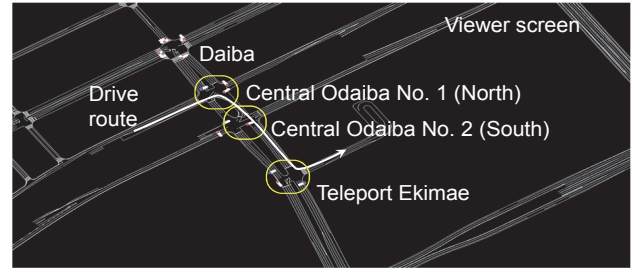 Viewer screen
Daiba
Drive
route
Central Odaiba No. 1 (North)
Central Odaiba No. 2 (South)
Teleport Ekimae